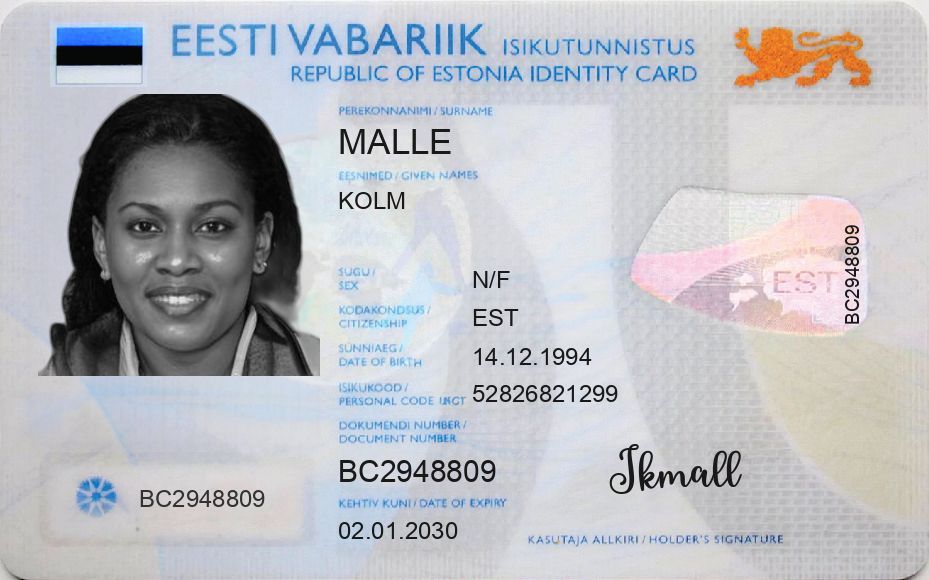 EESTI VABARIIK ISIKUTUNNISTUS
REPUBLIC OF ESTONIA IDENTITY CARD
PEREKONNANIMI / SURNAME
MALLE
EESNIMED / GIVEN NAMES
KOLM
SUGU /
SEX
N/F
KODAKONDSUS /
CITIZENSHIP
EST
SÜNNIAEG /
DATE OF BIRTH
14.12.1994
ISIKUKOOD /
PERSONAL CODE
52826821299
DOKUMENDI NUMBER /
DOCUMENT NUMBER
BC2948809
KEHTIV KUNI / DATE OF EXPIRY
02.01.2030
BC2948809
EST
BC2948809
Jkmall
KASUTAJA ALLKIRI / HOLDER'S SIGNATURE